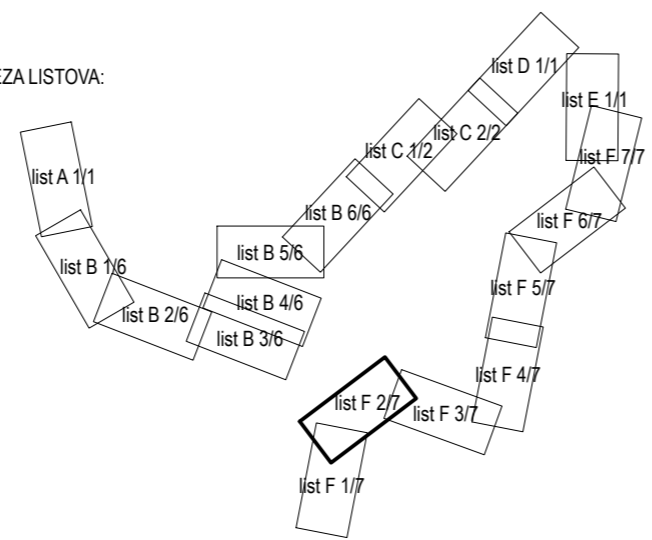 EZA LISTOVA:
list D 1/1
list E 1/1
list C 2/2
list C 1/2
list F 7/7
list A 1/1
list B 6/6
list F 6/7
list B 5/6
list B 1/6
list F 5/7
list B 4/6
list B 2/6
list B 3/6
list F 4/7
list F 2/7
list F 3/7
list F 1/7